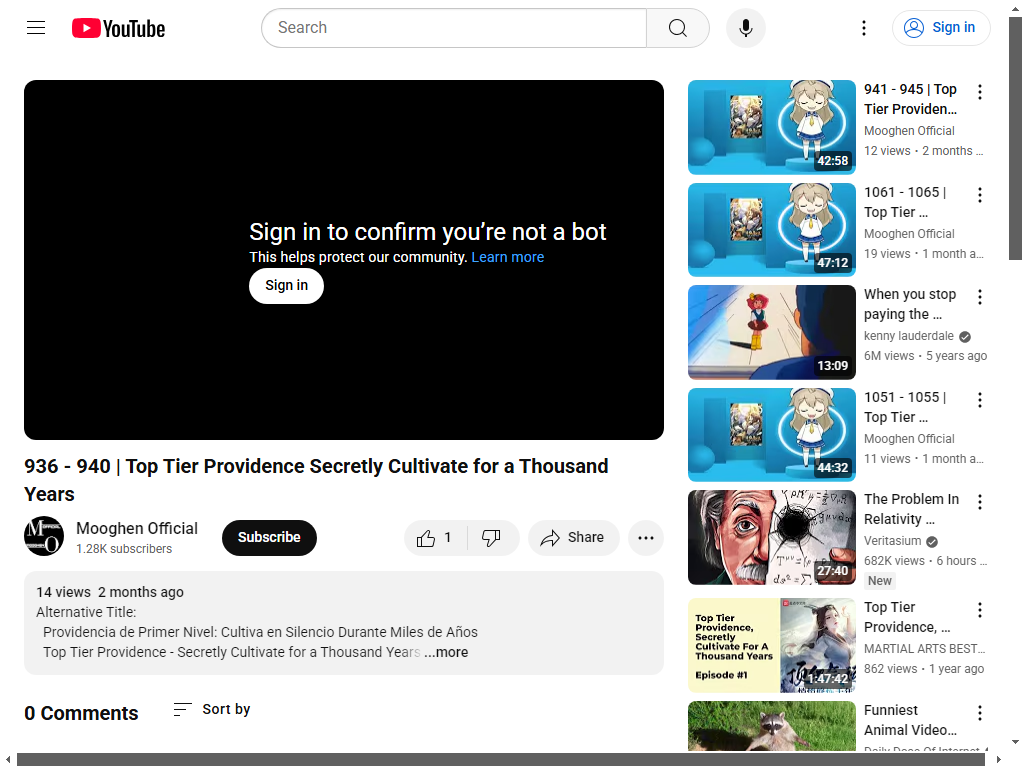 YouTube
Search
Sign in
Sign in to confirm you’re not a bot
This helps protect our community. Learn more
Sign in
936 - 940 | Top Tier Providence Secretly Cultivate for a Thousand
Years
Mooghen Official
1.28K subscribers
Subscribe
1
Share
14 views 2 months ago
Alternative Title:
Providencia de Primer Nivel: Cultiva en Silencio Durante Miles de Años
Top Tier Providence - Secretly Cultivate for a Thousand Years ...more
0 Comments
Sort by
42:58
941 - 945 | Top
Tier Providen…
Mooghen Official
12 views • 2 months …
47:12
1061 - 1065 |
Top Tier …
Mooghen Official
19 views • 1 month a…
13:09
When you stop
paying the …
kenny lauderdale
6M views • 5 years ago
44:32
1051 - 1055 |
Top Tier …
Mooghen Official
11 views • 1 month a…
27:40
The Problem In
Relativity …
Veritasium
682K views • 6 hours …
New
Top Tier
Providence,
Secretly
Cultivate For A
Thousand Years
Episode #1
1:47:42
Top Tier
Providence, …
MARTIAL ARTS BEST…
862 views • 1 year ago
Funniest
Animal Video…
Daily Dose Of Internet